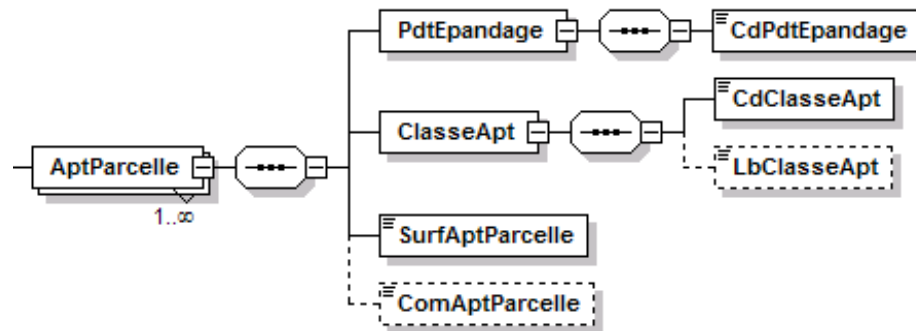 PdtEpandage
CdPdtEpandage
ClasseApt
CdClasseApt
LbClasseApt
AptParcelle
1..∞
SurfAptParcelle
ComAptParcelle